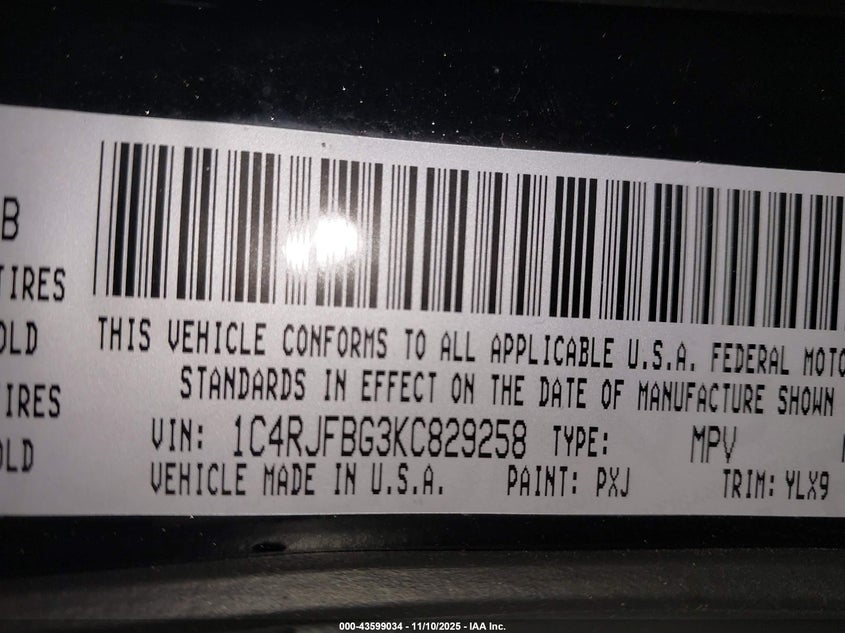 B
TIRES
OLD
THIS VEHICLE CONFORMS TO ALL APPLICABLE U.S.A. FEDERAL MOTO
STANDARDS IN EFFECT ON THE DATE OF MANUFACTURE SHOWN
IRES
VIN: 1C4RJFBG3KC829258 TYPE: MPV
OLD
VEHICLE MADE IN U.S.A. PAINT: PXJ TRIM: YLX9
000-43599034 - 11/10/2025 - IAA Inc.